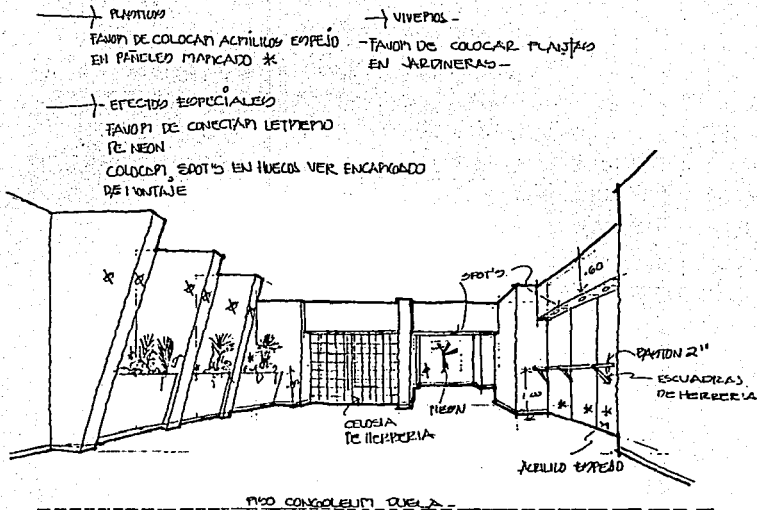 PLASTICOS
FAVOR DE COLOCAR ACRILICOS ESPEJO
EN PANELES MARCADO *
VIVEROS -
- FAVOR DE COLOCAR PLANTAS
EN JARDINERAS -
EFECTOS ESPECIALES
FAVOR DE CONECTAR LETRERO
DE NEON
COLOCAR SPOT'S EN HUECOS VER ENCARGADO
DE MONTAJE
SPOT'S
.60
BASTON 2"
ESCUADRAS
DE HERRERIA
NEON
CELOSIA
DE HERRERIA
ACRILICO ESPEJO
PISO CONGOLEUM DUELA -